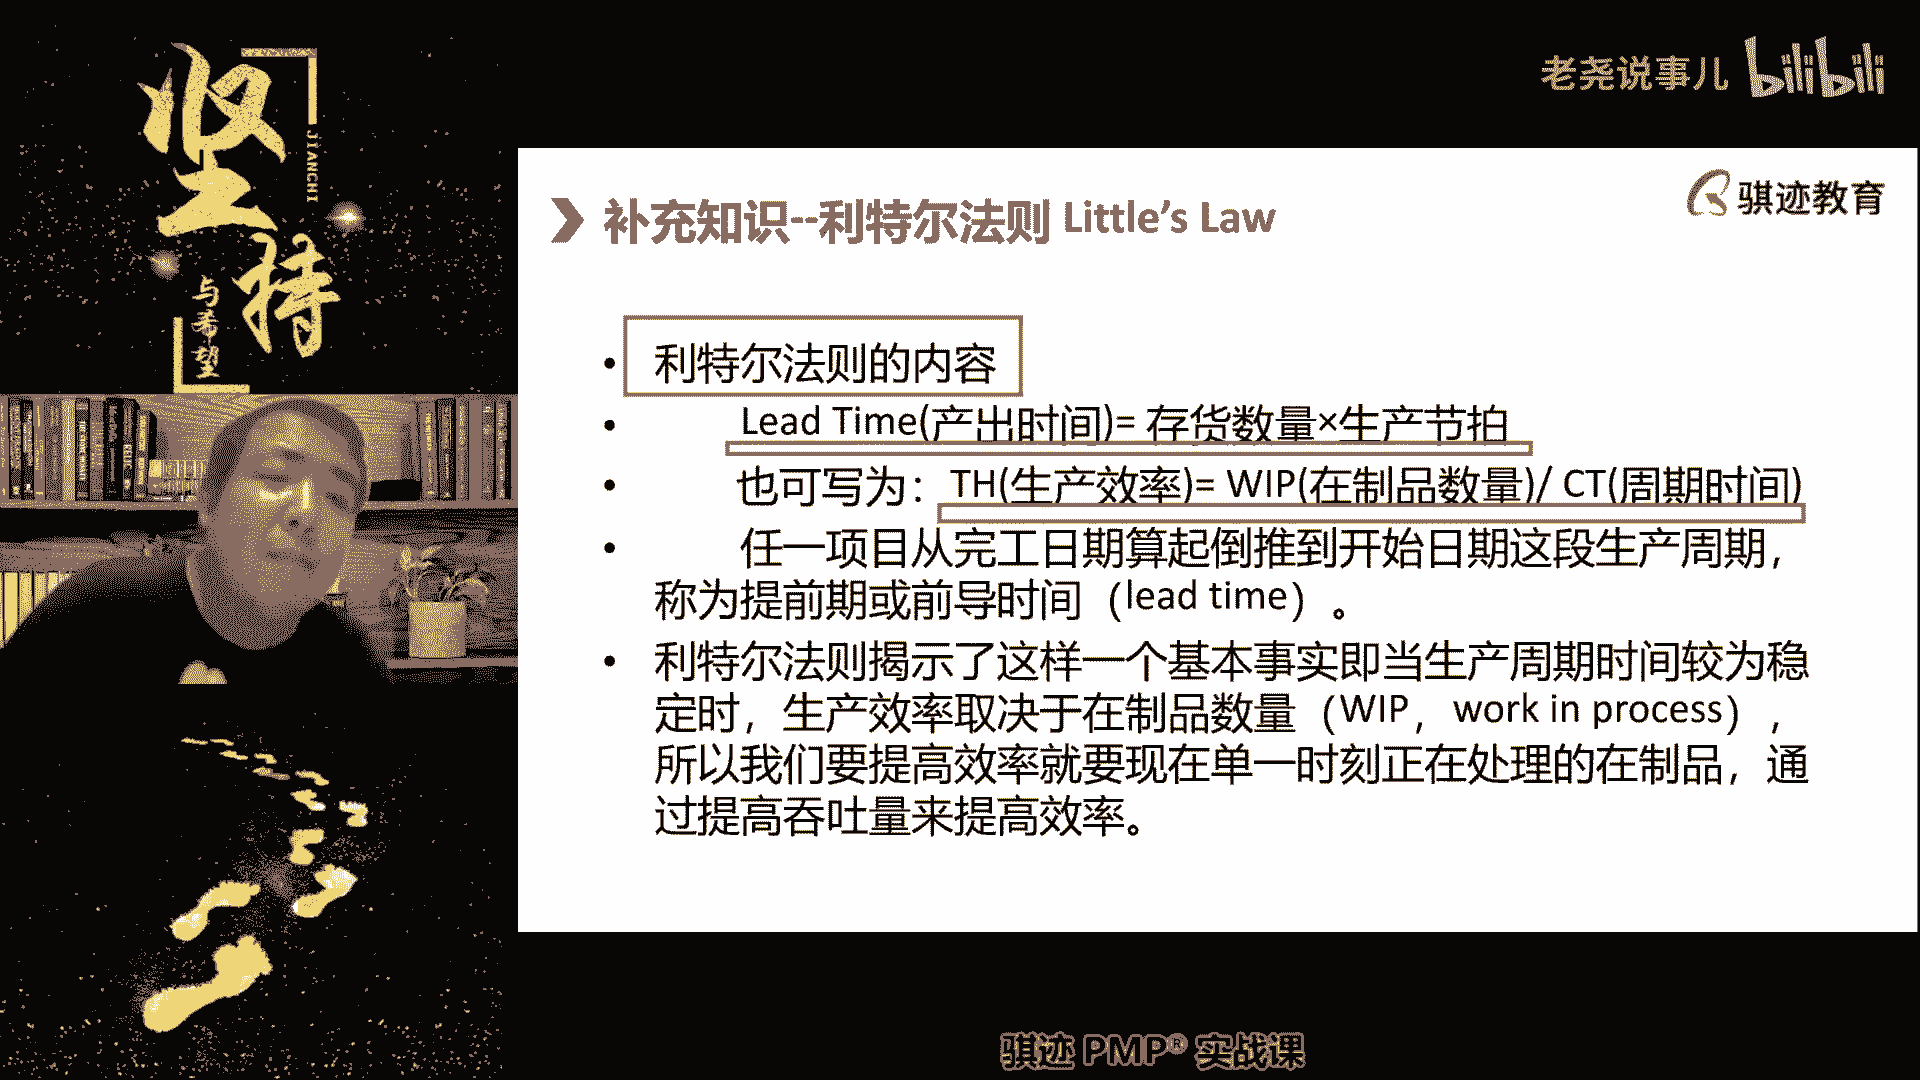 坚持
JIANCHI
与希望
老尧说事儿 bilibili
骐迹教育
补充知识--利特尔法则 Little's Law
• 利特尔法则的内容
• Lead Time(产出时间)= 存货数量×生产节拍
• 也可写为：TH(生产效率)= WIP(在制品数量)/ CT(周期时间)
• 任一项目从完工日期算起倒推到开始日期这段生产周期，
称为提前期或前导时间（lead time）。
• 利特尔法则揭示了这样一个基本事实即当生产周期时间较为稳
定时，生产效率取决于在制品数量（WIP，work in process），
所以我们要提高效率就要现在单一时刻正在处理的在制品，通
过提高吞吐量来提高效率。
骐迹 PMP® 实战课